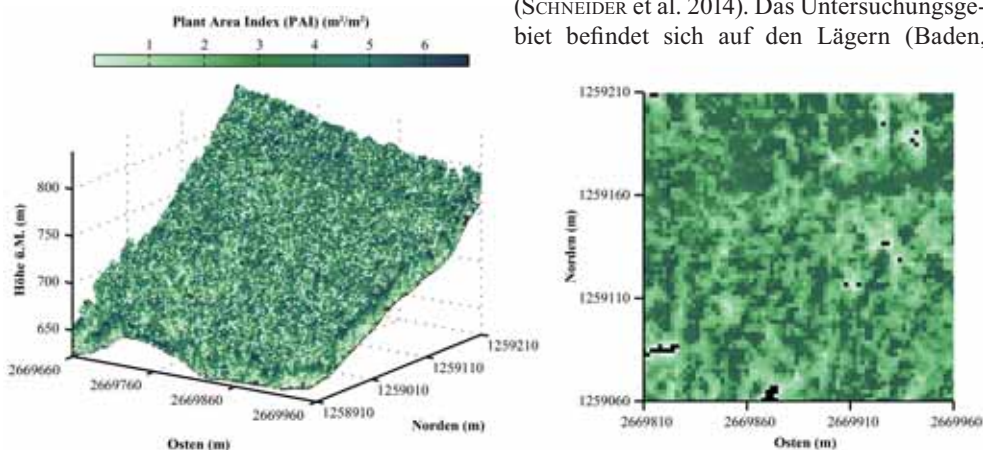 (SCHNEIDER et al. 2014). Das Untersuchungsge-
biet befindet sich auf den Lägern (Baden,
Plant Area Index (PAI) (m²/m²)
1 2 3 4 5 6
Höhe ü.M. (m)
800
750
700
650
2669660
2669760
2669860
2669960
Osten (m)
1258910
1259010
1259110
1259210
Norden (m)
1259210
1259160
1259110
1259060
Norden (m)
2669810 2669860 2669910 2669960
Osten (m)